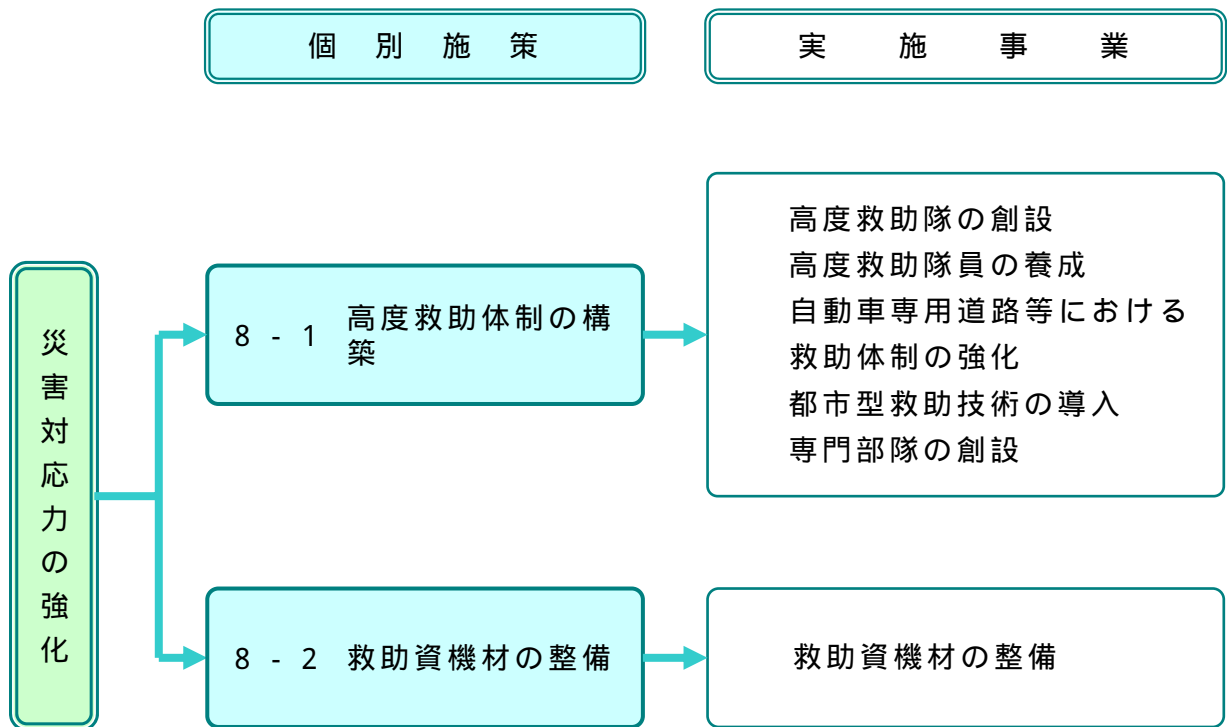 個別施策
実施事業
災害対応力の強化
8-1 高度救助体制の構
築
高度救助隊の創設
高度救助隊員の養成
自動車専用道路等における
救助体制の強化
都市型救助技術の導入
専門部隊の創設
8-2 救助資機材の整備
救助資機材の整備